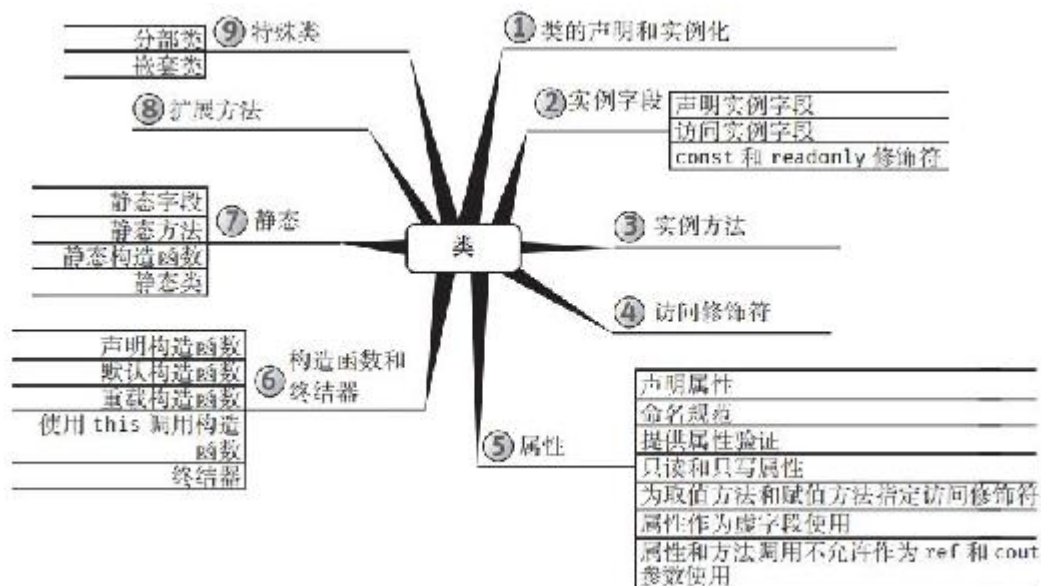 类
① 类的声明和实例化
② 实例字段
声明实例字段
访问实例字段
const 和 readonly 修饰符
③ 实例方法
④ 访问修饰符
⑤ 属性
声明属性
命名规范
提供属性验证
只读和只写属性
为取值方法和赋值方法指定访问修饰符
属性作为虚字段使用
属性和方法调用不允许作为 ref 和 cout
参数使用
⑥ 构造函数和
终结器
声明构造函数
默认构造函数
重载构造函数
使用 this 调用构造
函数
终结器
⑦ 静态
静态字段
静态方法
静态构造函数
静态类
⑧ 扩展方法
⑨ 特殊类
分部类
嵌套类